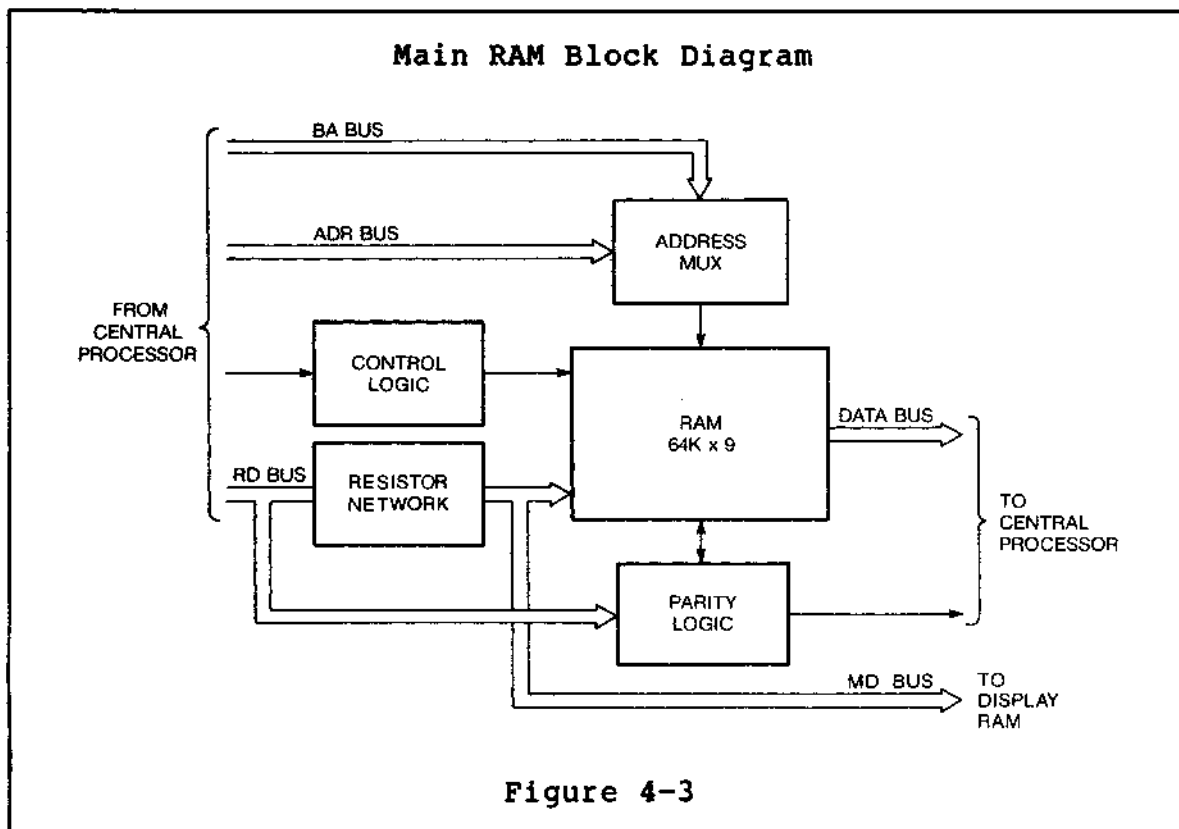 Main RAM Block Diagram
BA BUS
ADR BUS
ADDRESS
MUX
FROM
CENTRAL
PROCESSOR
CONTROL
LOGIC
RAM
64K x 9
DATA BUS
RD BUS
RESISTOR
NETWORK
TO
CENTRAL
PROCESSOR
PARITY
LOGIC
MD BUS
TO
DISPLAY
RAM
Figure 4-3